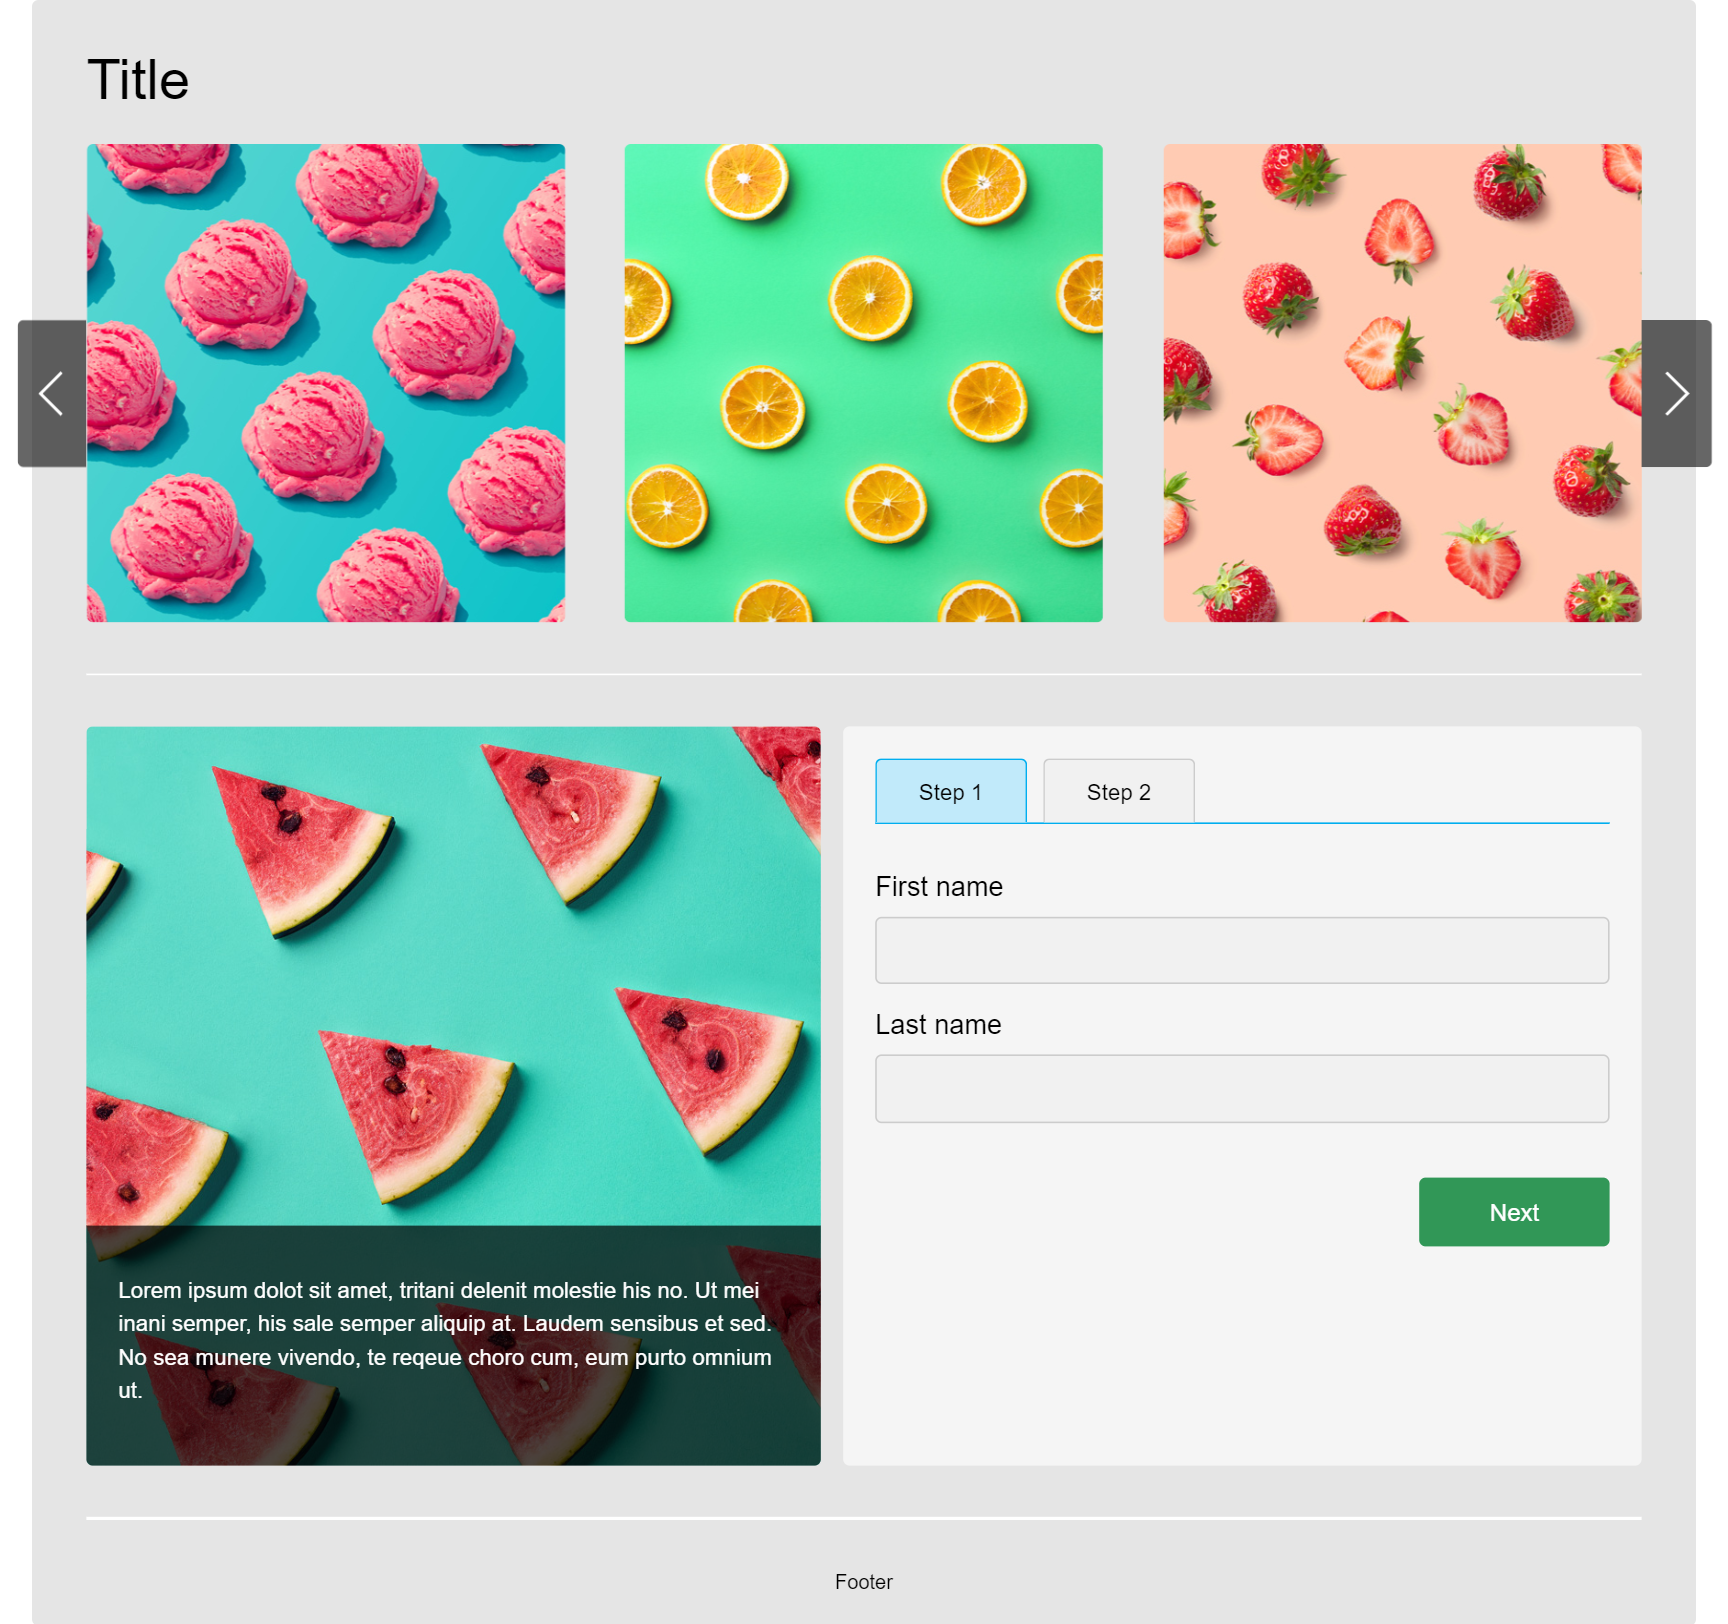 Title
Step 1
Step 2
First name
Last name
Next
Lorem ipsum dolot sit amet, tritani delenit molestie his no. Ut mei
inani semper, his sale semper aliquip at. Laudem sensibus et sed.
No sea munere vivendo, te reqeue choro cum, eum purto omnium
ut.
Footer